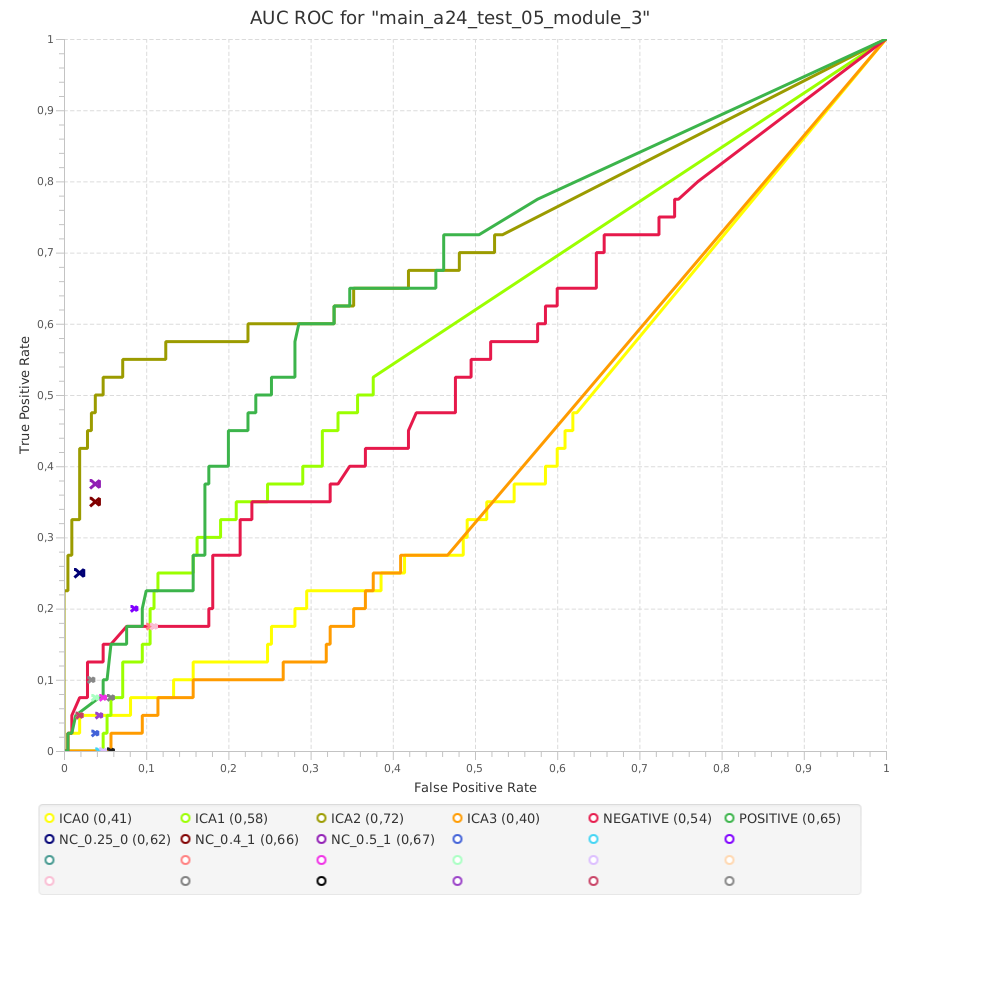 AUC ROC for "main_a24_test_05_module_3"
1
0,9
0,8
0,7
0,6
0,5
0,4
0,3
0,2
0,1
0
True Positive Rate
0 0,1 0,2 0,3 0,4 0,5 0,6 0,7 0,8 0,9 1
False Positive Rate
ICA0 (0,41) ICA1 (0,58) ICA2 (0,72) ICA3 (0,40) NEGATIVE (0,54) POSITIVE (0,65)
NC_0.25_0 (0,62) NC_0.4_1 (0,66) NC_0.5_1 (0,67)